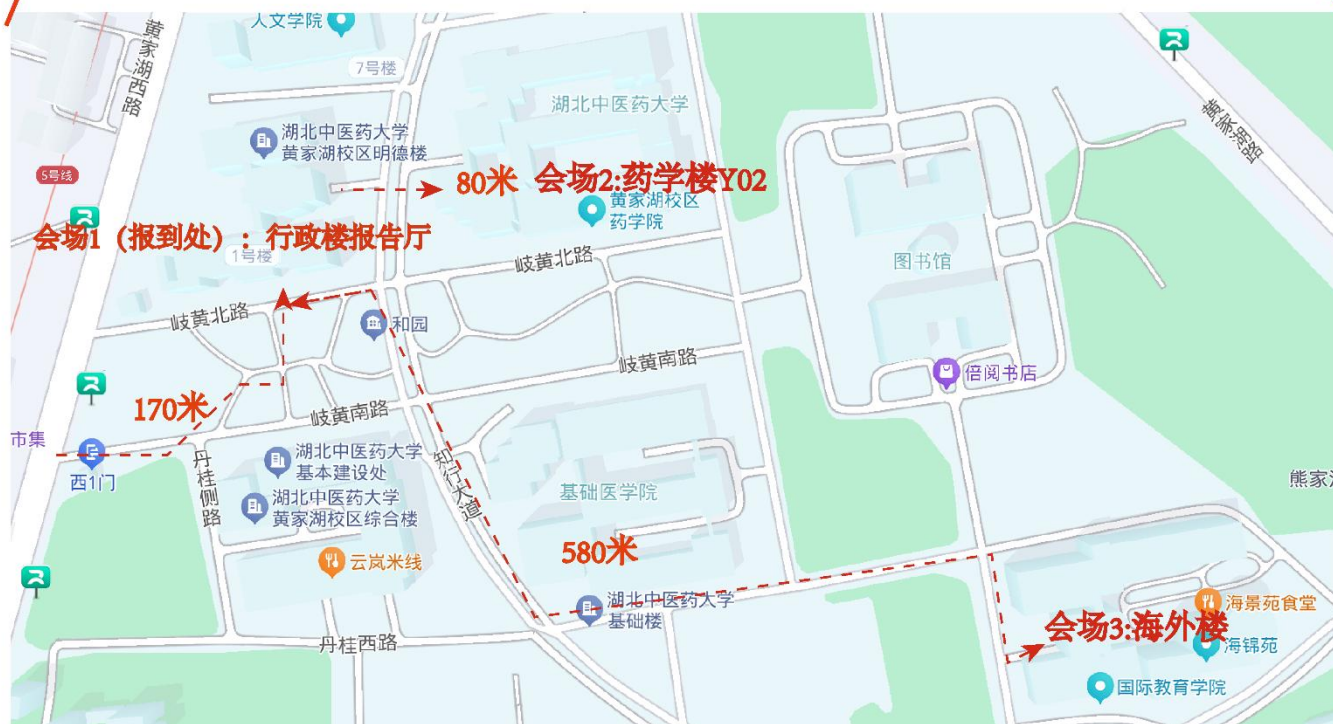 人文学院
黄家湖西路
7号楼
湖北中医药大学
黄家湖路
湖北中医药大学
黄家湖校区明德楼
5号线
80米 会场2:药学楼Y02
黄家湖校区
药学院
会场1（报到处）：行政楼报告厅
1号楼
岐黄北路
图书馆
岐黄北路
和园
岐黄南路
倍阅书店
170米
岐黄南路
市集
西1门
丹桂侧路
湖北中医药大学
基本建设处
知行大道
湖北中医药大学
黄家湖校区综合楼
基础医学院
熊家
云岚米线
580米
湖北中医药大学
基础楼
海景苑食堂
丹桂西路
会场3:海外楼
海锦苑
国际教育学院